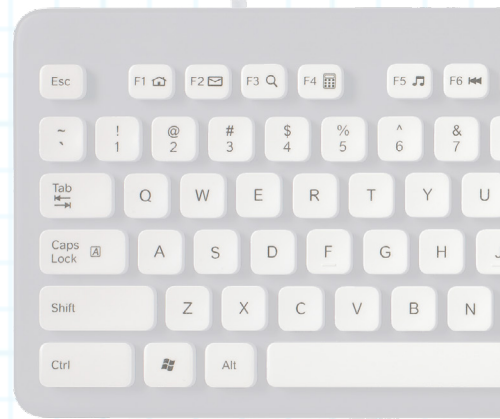 Esc F1 F2 F3 F4 F5 F6
~ ! @ # $ % ^ &
` 1 2 3 4 5 6 7
Tab Q W E R T Y U
Caps Lock A A S D F G H J
Shift Z X C V B N
Ctrl Alt